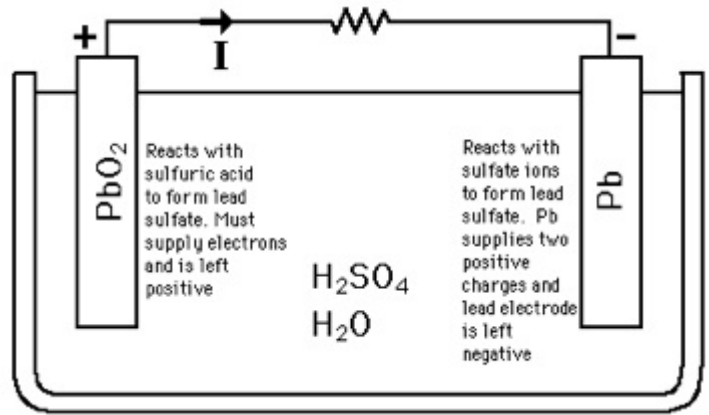 +
I
-
PbO₂
Reacts with
sulfuric acid
to form lead
sulfate. Must
supply electrons
and is left
positive
H₂SO₄
H₂O
Reacts with
sulfate ions
to form lead
sulfate. Pb
supplies two
positive
charges and
lead electrode
is left
negative
Pb